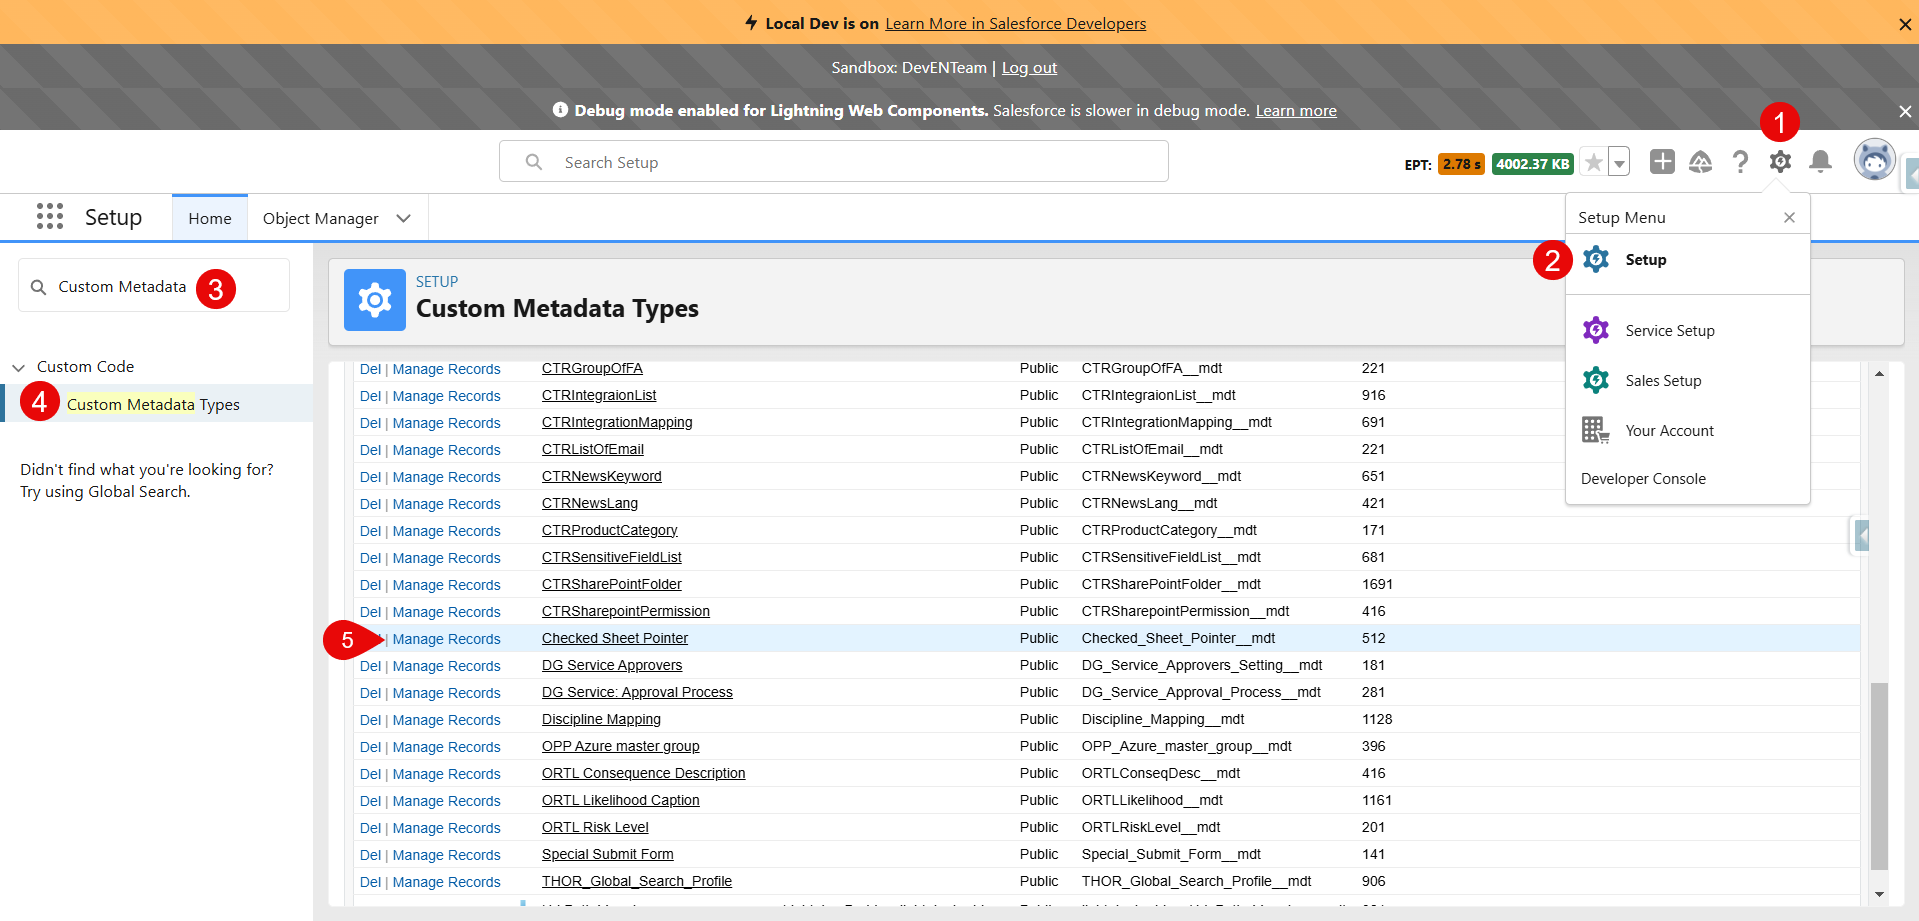 Local Dev is on Learn More in Salesforce Developers
Sandbox: DevENTeam | Log out
Debug mode enabled for Lightning Web Components. Salesforce is slower in debug mode. Learn more
1
Search Setup
EPT: 2.78 s 4002.37 KB
Setup
Home
Object Manager
Setup Menu
2
Setup
Service Setup
Sales Setup
Your Account
Developer Console
Custom Metadata
3
Custom Code
4
Custom Metadata Types
Didn't find what you're looking for?
Try using Global Search.
SETUP
Custom Metadata Types
Del | Manage Records CTRGroupOfFA Public CTRGroupOfFA__mdt 221
Del | Manage Records CTRIntegraionList Public CTRIntegraionList__mdt 916
Del | Manage Records CTRIntegrationMapping Public CTRIntegrationMapping__mdt 691
Del | Manage Records CTRListOfEmail Public CTRListOfEmail__mdt 221
Del | Manage Records CTRNewsKeyword Public CTRNewsKeyword__mdt 651
Del | Manage Records CTRNewsLang Public CTRNewsLang__mdt 421
Del | Manage Records CTRProductCategory Public CTRProductCategory__mdt 171
Del | Manage Records CTRSensitiveFieldList Public CTRSensitiveFieldList__mdt 681
Del | Manage Records CTRSharePointFolder Public CTRSharePointFolder__mdt 1691
Del | Manage Records CTRSharepointPermission Public CTRSharepointPermission__mdt 416
5 | Manage Records Checked Sheet Pointer Public Checked_Sheet_Pointer__mdt 512
Del | Manage Records DG Service Approvers Public DG_Service_Approvers_Setting__mdt 181
Del | Manage Records DG Service: Approval Process Public DG_Service_Approval_Process__mdt 281
Del | Manage Records Discipline Mapping Public Discipline_Mapping__mdt 1128
Del | Manage Records OPP Azure master group Public OPP_Azure_master_group__mdt 396
Del | Manage Records ORTL Consequence Description Public ORTLConseqDesc__mdt 416
Del | Manage Records ORTL Likelihood Caption Public ORTLLikelihood__mdt 1161
Del | Manage Records ORTL Risk Level Public ORTLRiskLevel__mdt 201
Del | Manage Records Special Submit Form Public Special_Submit_Form__mdt 141
Del | Manage Records THOR_Global_Search_Profile Public THOR_Global_Search_Profile__mdt 906